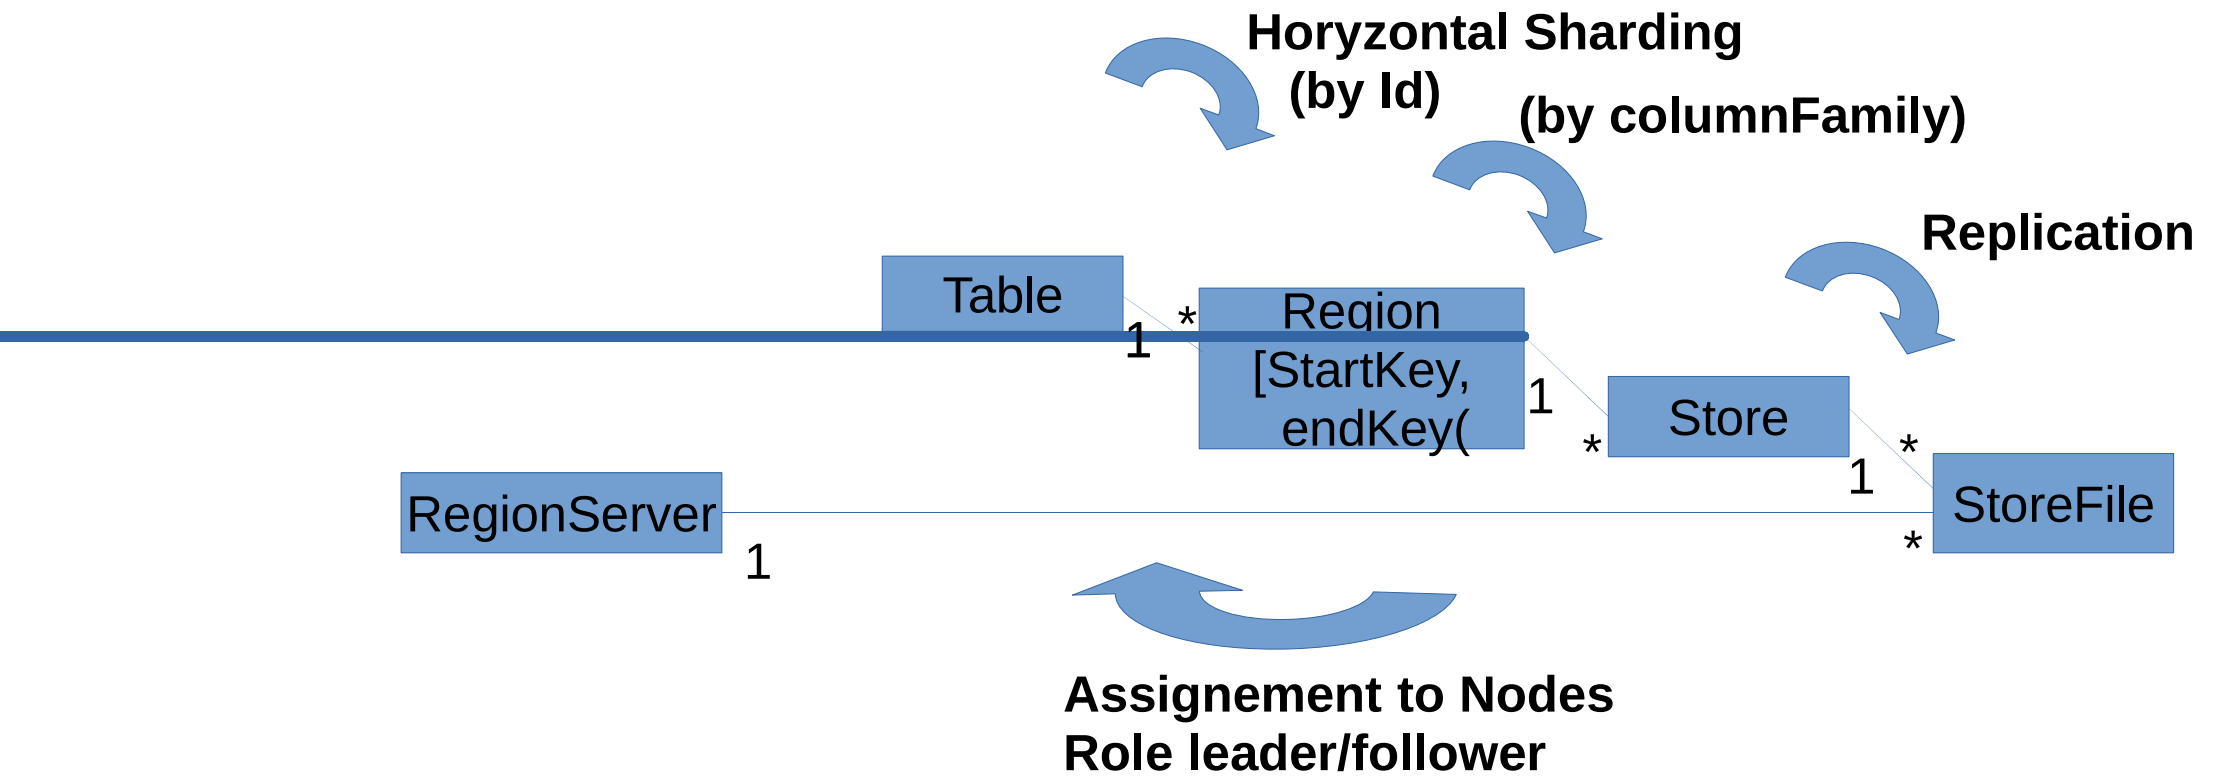 Horyzontal Sharding
(by Id)
(by columnFamily)
Replication
Table
1
*
Region
[StartKey,
endKey(
1
*
Store
1
*
StoreFile
RegionServer
1
*
Assignement to Nodes
Role leader/follower